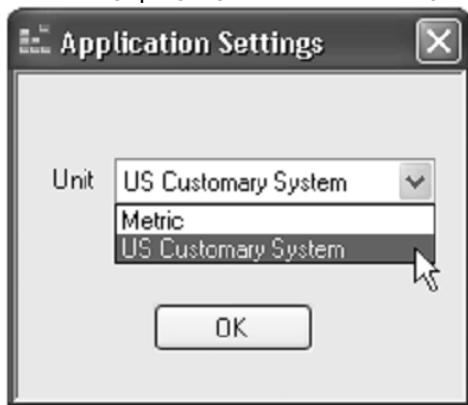 Application Settings
Unit US Customary System
Metric
US Customary System
OK